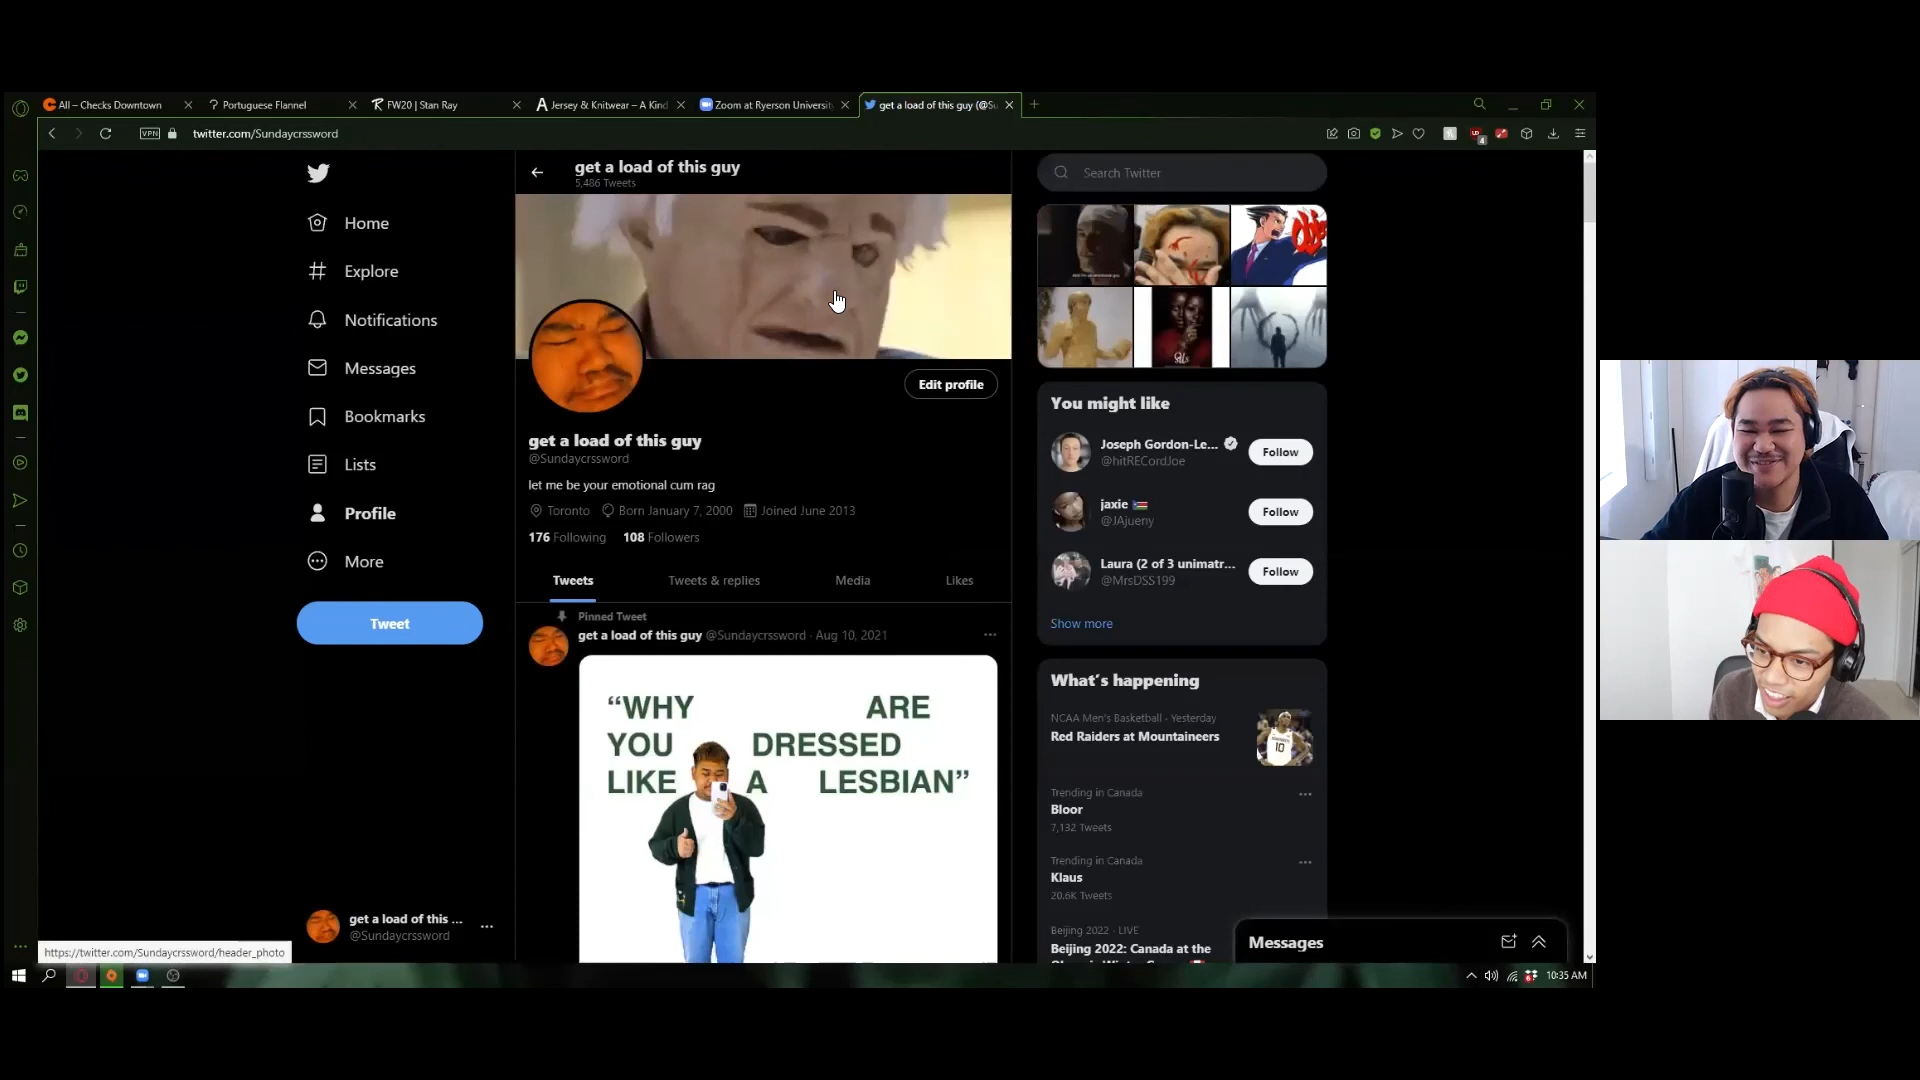 All – Checks Downtown
Portuguese Flannel
FW20 | Stan Ray
Jersey & Knitwear – A Kind
Zoom at Ryerson Universit
get a load of this guy (@Su
VPN
twitter.com/Sundaycrssword
get a load of this guy
5,486 Tweets
Search Twitter
Home
Explore
Notifications
Messages
Bookmarks
Lists
Profile
More
Tweet
get a load of this ...
@Sundaycrssword
Edit profile
get a load of this guy
@Sundaycrssword
let me be your emotional cum rag
Toronto Born January 7, 2000 Joined June 2013
176 Following 108 Followers
Tweets Tweets & replies Media Likes
Pinned Tweet
get a load of this guy @Sundaycrssword · Aug 10, 2021
“WHY ARE
YOU DRESSED
LIKE A LESBIAN”
You might like
Joseph Gordon-Le...
@hitRECordJoe
Follow
jaxie
@JAjueny
Follow
Laura (2 of 3 unimatr...
@MrsDSS199
Follow
Show more
What’s happening
NCAA Men's Basketball · Yesterday
Red Raiders at Mountaineers
10
Trending in Canada
Bloor
7,132 Tweets
Trending in Canada
Klaus
20.6K Tweets
Beijing 2022 · LIVE
Beijing 2022: Canada at the
Messages
https://twitter.com/Sundaycrssword/header_photo
10:35 AM